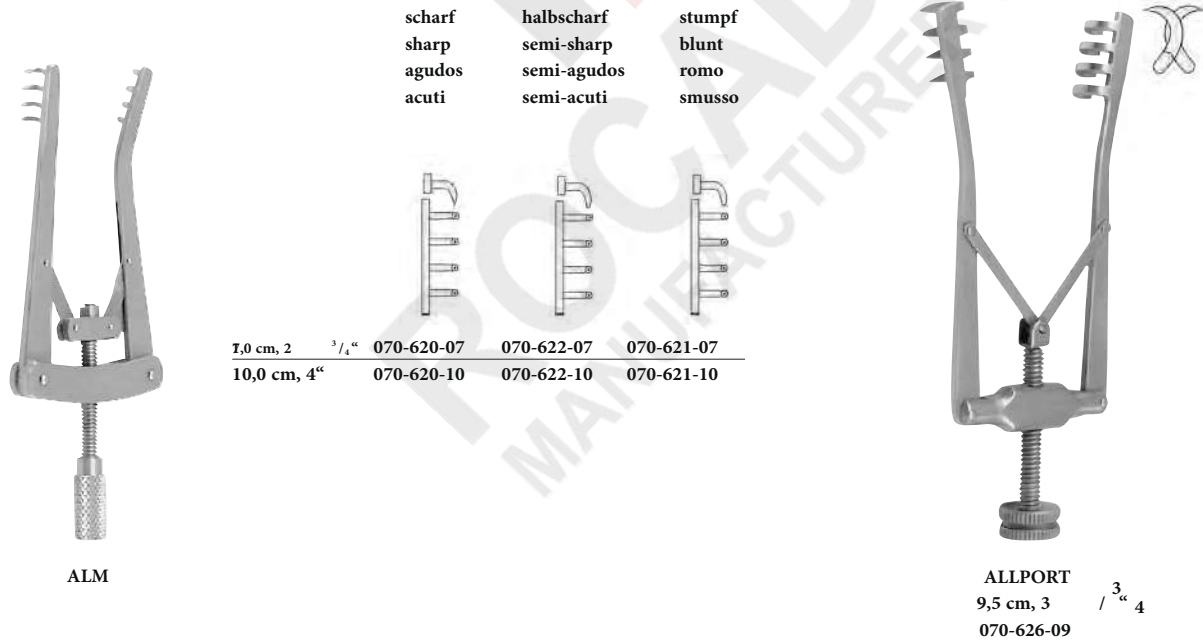 scharf halbscharf stumpf
sharp semi-sharp blunt
agudos semi-agudos romo
acuti semi-acuti smusso
7,0 cm, 2 3/4“ 070-620-07 070-622-07 070-621-07
10,0 cm, 4“ 070-620-10 070-622-10 070-621-10
MANUFACTURER
ALM
ALLPORT
9,5 cm, 3 3/4“
070-626-09